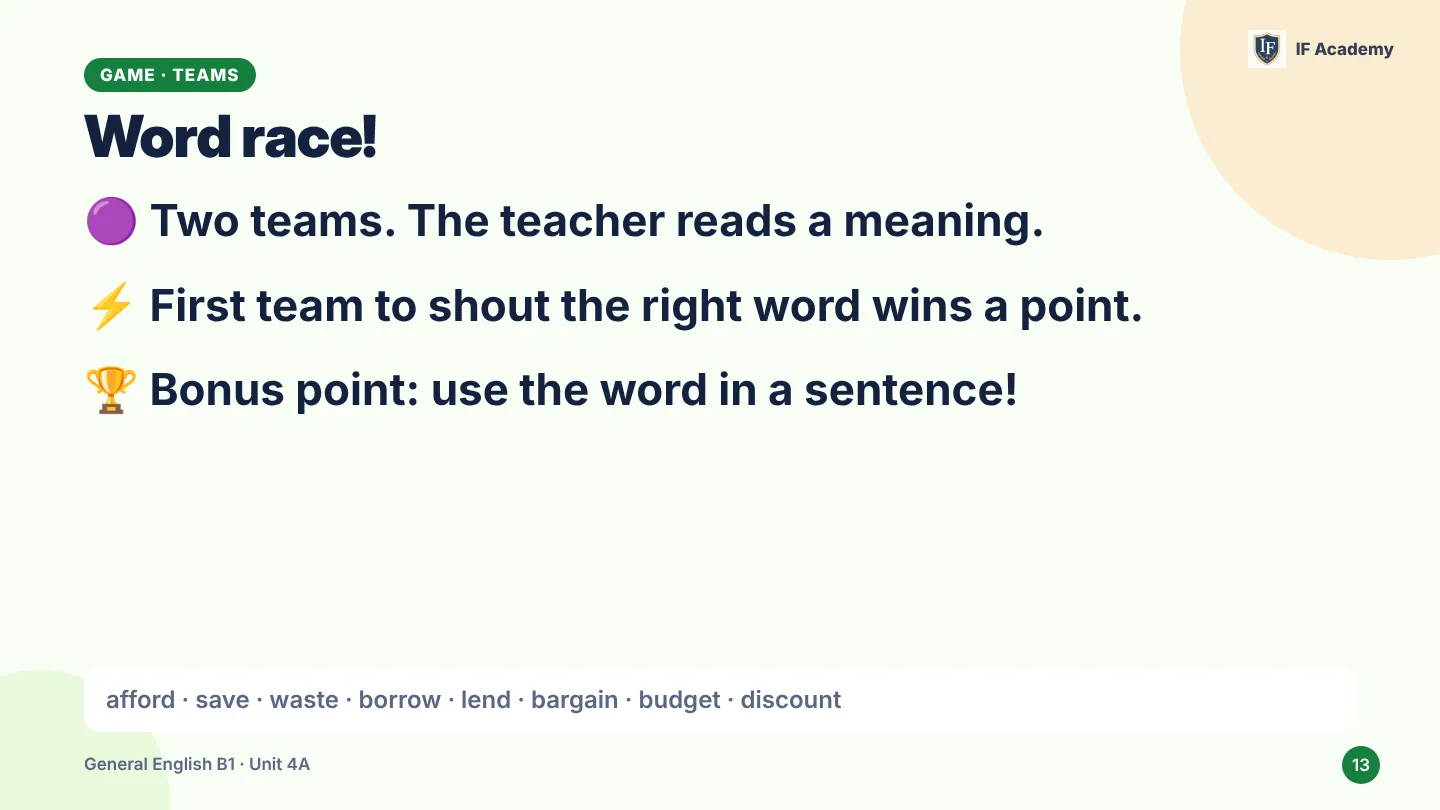 IF Academy
GAME · TEAMS
Word race!
🟣 Two teams. The teacher reads a meaning.
⚡ First team to shout the right word wins a point.
🏆 Bonus point: use the word in a sentence!
afford · save · waste · borrow · lend · bargain · budget · discount
General English B1 · Unit 4A
13